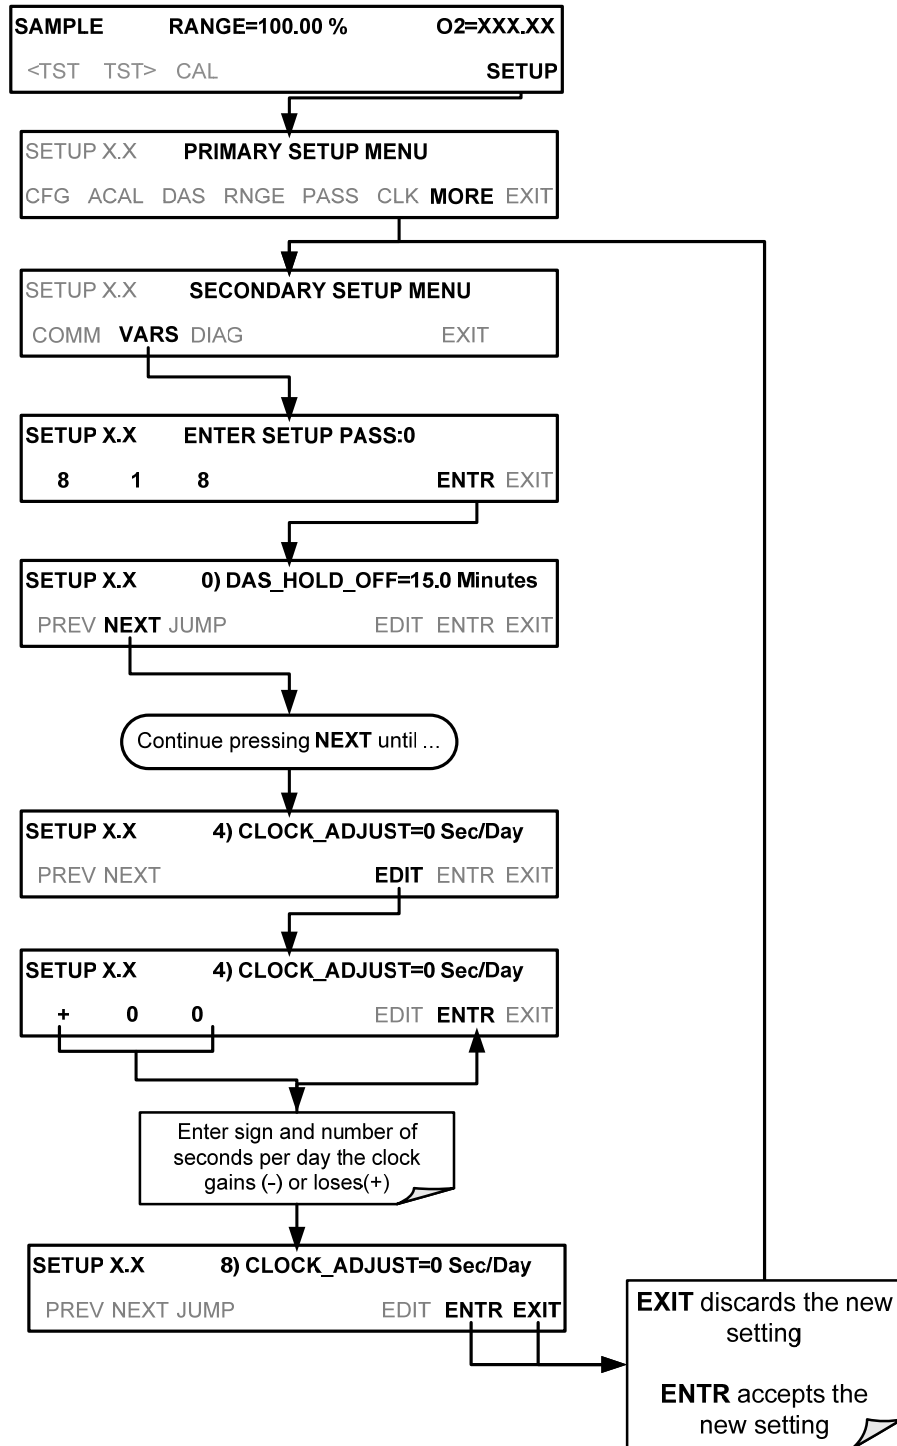 SAMPLE RANGE=100.00 % O2=XXX.XX
<TST TST> CAL SETUP
SETUP X.X PRIMARY SETUP MENU
CFG ACAL DAS RNGE PASS CLK MORE EXIT
SETUP X.X SECONDARY SETUP MENU
COMM VARS DIAG EXIT
SETUP X.X ENTER SETUP PASS:0
8 1 8 ENTR EXIT
SETUP X.X 0) DAS_HOLD_OFF=15.0 Minutes
PREV NEXT JUMP EDIT ENTR EXIT
Continue pressing NEXT until ...
SETUP X.X 4) CLOCK_ADJUST=0 Sec/Day
PREV NEXT EDIT ENTR EXIT
SETUP X.X 4) CLOCK_ADJUST=0 Sec/Day
+ 0 0 EDIT ENTR EXIT
Enter sign and number of
seconds per day the clock
gains (-) or loses(+)
SETUP X.X 8) CLOCK_ADJUST=0 Sec/Day
PREV NEXT JUMP EDIT ENTR EXIT
EXIT discards the new
setting
ENTR accepts the
new setting